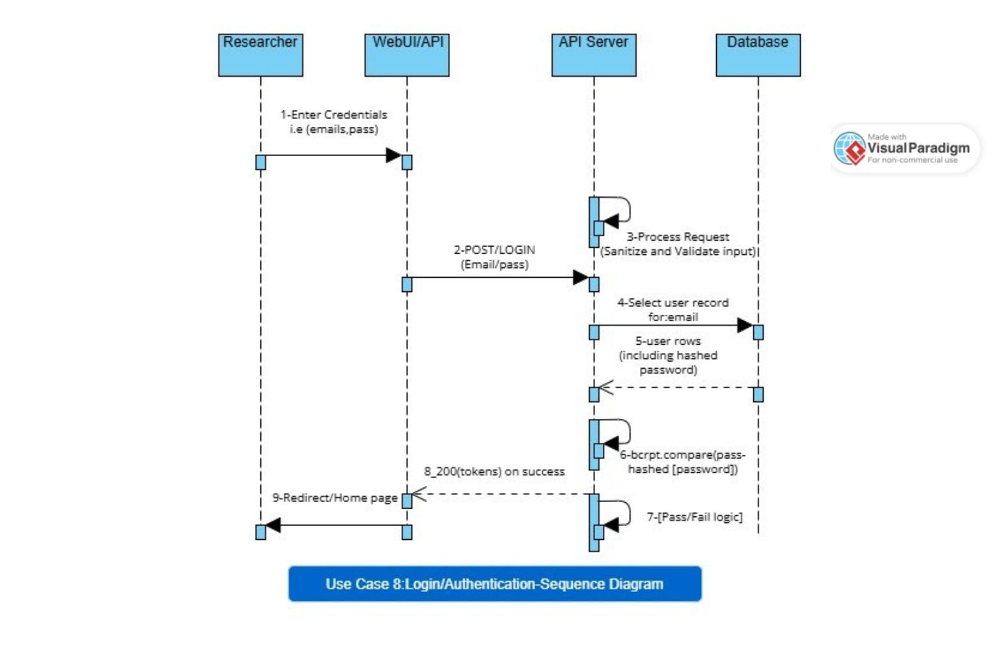 Researcher
WebUI/API
API Server
Database
1-Enter Credentials
i.e (emails,pass)
Made with
Visual Paradigm
For non-commercial use
3-Process Request
(Sanitize and Validate input)
2-POST/LOGIN
(Email/pass)
4-Select user record
for:email
5-user rows
(including hashed
password)
6-bcrpt.compare(pass-
hashed [password])
8_200(tokens) on success
9-Redirect/Home page
7-[Pass/Fail logic]
Use Case 8:Login/Authentication-Sequence Diagram